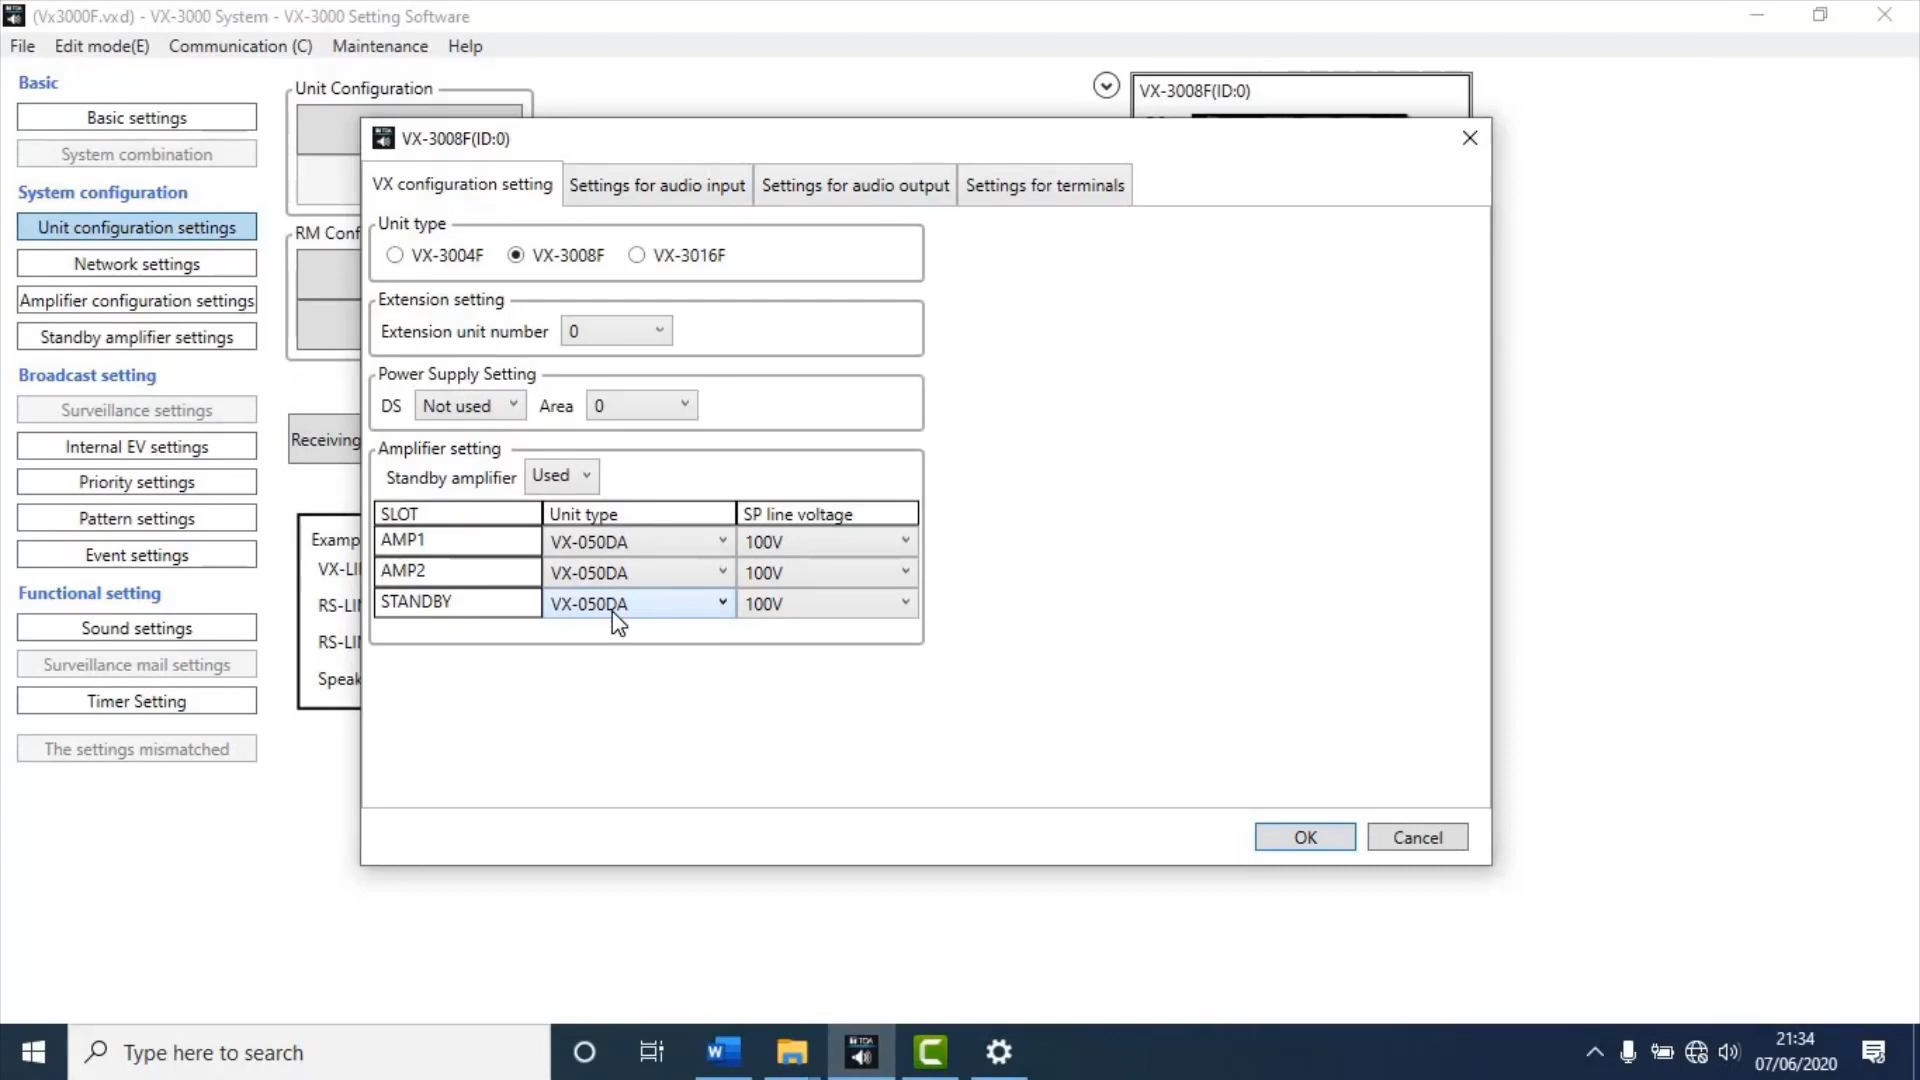 (Vx3000F.vxd) - VX-3000 System - VX-3000 Setting Software
File Edit mode(E) Communication (C) Maintenance Help
Basic
Basic settings
System combination
System configuration
Unit configuration settings
Network settings
Amplifier configuration settings
Standby amplifier settings
Broadcast setting
Surveillance settings
Internal EV settings
Priority settings
Pattern settings
Event settings
Functional setting
Sound settings
Surveillance mail settings
Timer Setting
The settings mismatched
Unit Configuration
RM Conf
Receiving
Examp
VX-LI
RS-LI
RS-LI
Speak
VX-3008F(ID:0)
VX-3008F(ID:0)
VX configuration setting Settings for audio input Settings for audio output Settings for terminals
Unit type
VX-3004F VX-3008F VX-3016F
Extension setting
Extension unit number 0
Power Supply Setting
DS Not used Area 0
Amplifier setting
Standby amplifier Used
SLOT Unit type SP line voltage
AMP1 VX-050DA 100V
AMP2 VX-050DA 100V
STANDBY VX-050DA 100V
OK Cancel
Type here to search
21:34
07/06/2020